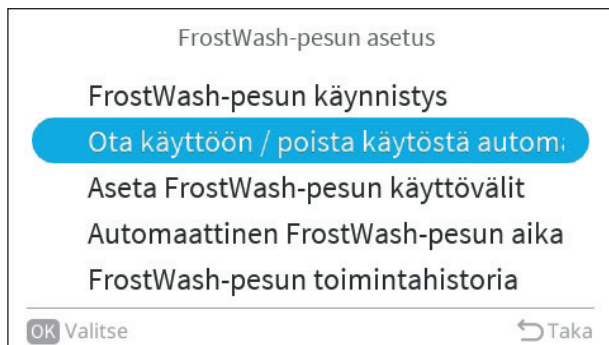 FrostWash-pesun asetus
FrostWash-pesun käynnistys
Ota käyttöön / poista käytöstä autom
Aseta FrostWash-pesun käyttövälit
Automaattinen FrostWash-pesun aika
FrostWash-pesun toimintahistoria
OK Valitse
Taka